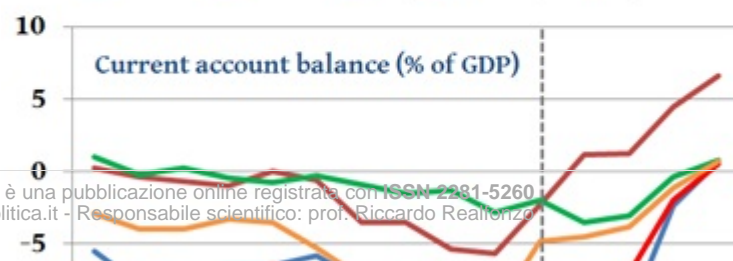 10
Current account balance (% of GDP)
5
0
è una pubblicazione online registrata con ISSN 2281-5260
litica.it - Responsabile scientifico: prof. Riccardo Realfonzo
-5